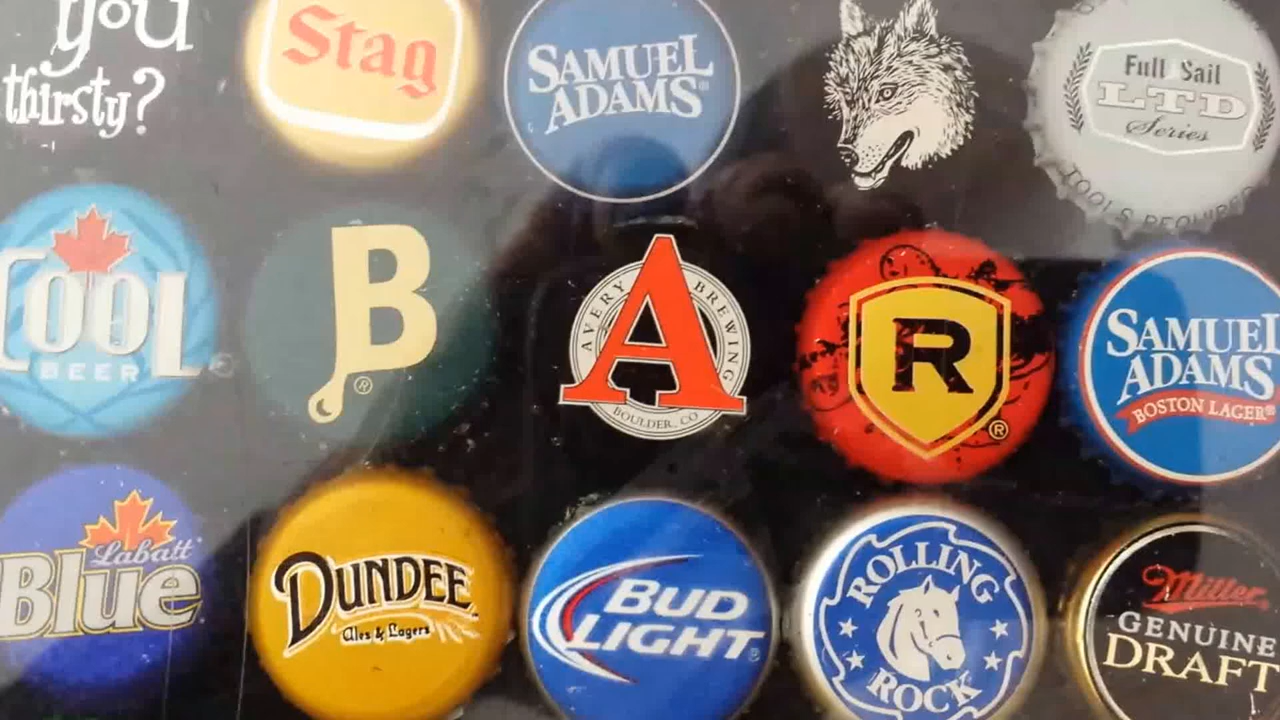 you
thirsty?
Stag
SAMUEL
ADAMS®
Full Sail
LTD
Series
TOOLS REQUIRED
COOL
BEER
B
®
AVERY BREWING
A
BOULDER, CO
R
®
SAMUEL
ADAMS
BOSTON LAGER®
Labatt
Blue
DUNDEE
Ales & Lagers
BUD
LIGHT®
ROLLING
ROCK
Miller
GENUINE
DRAFT